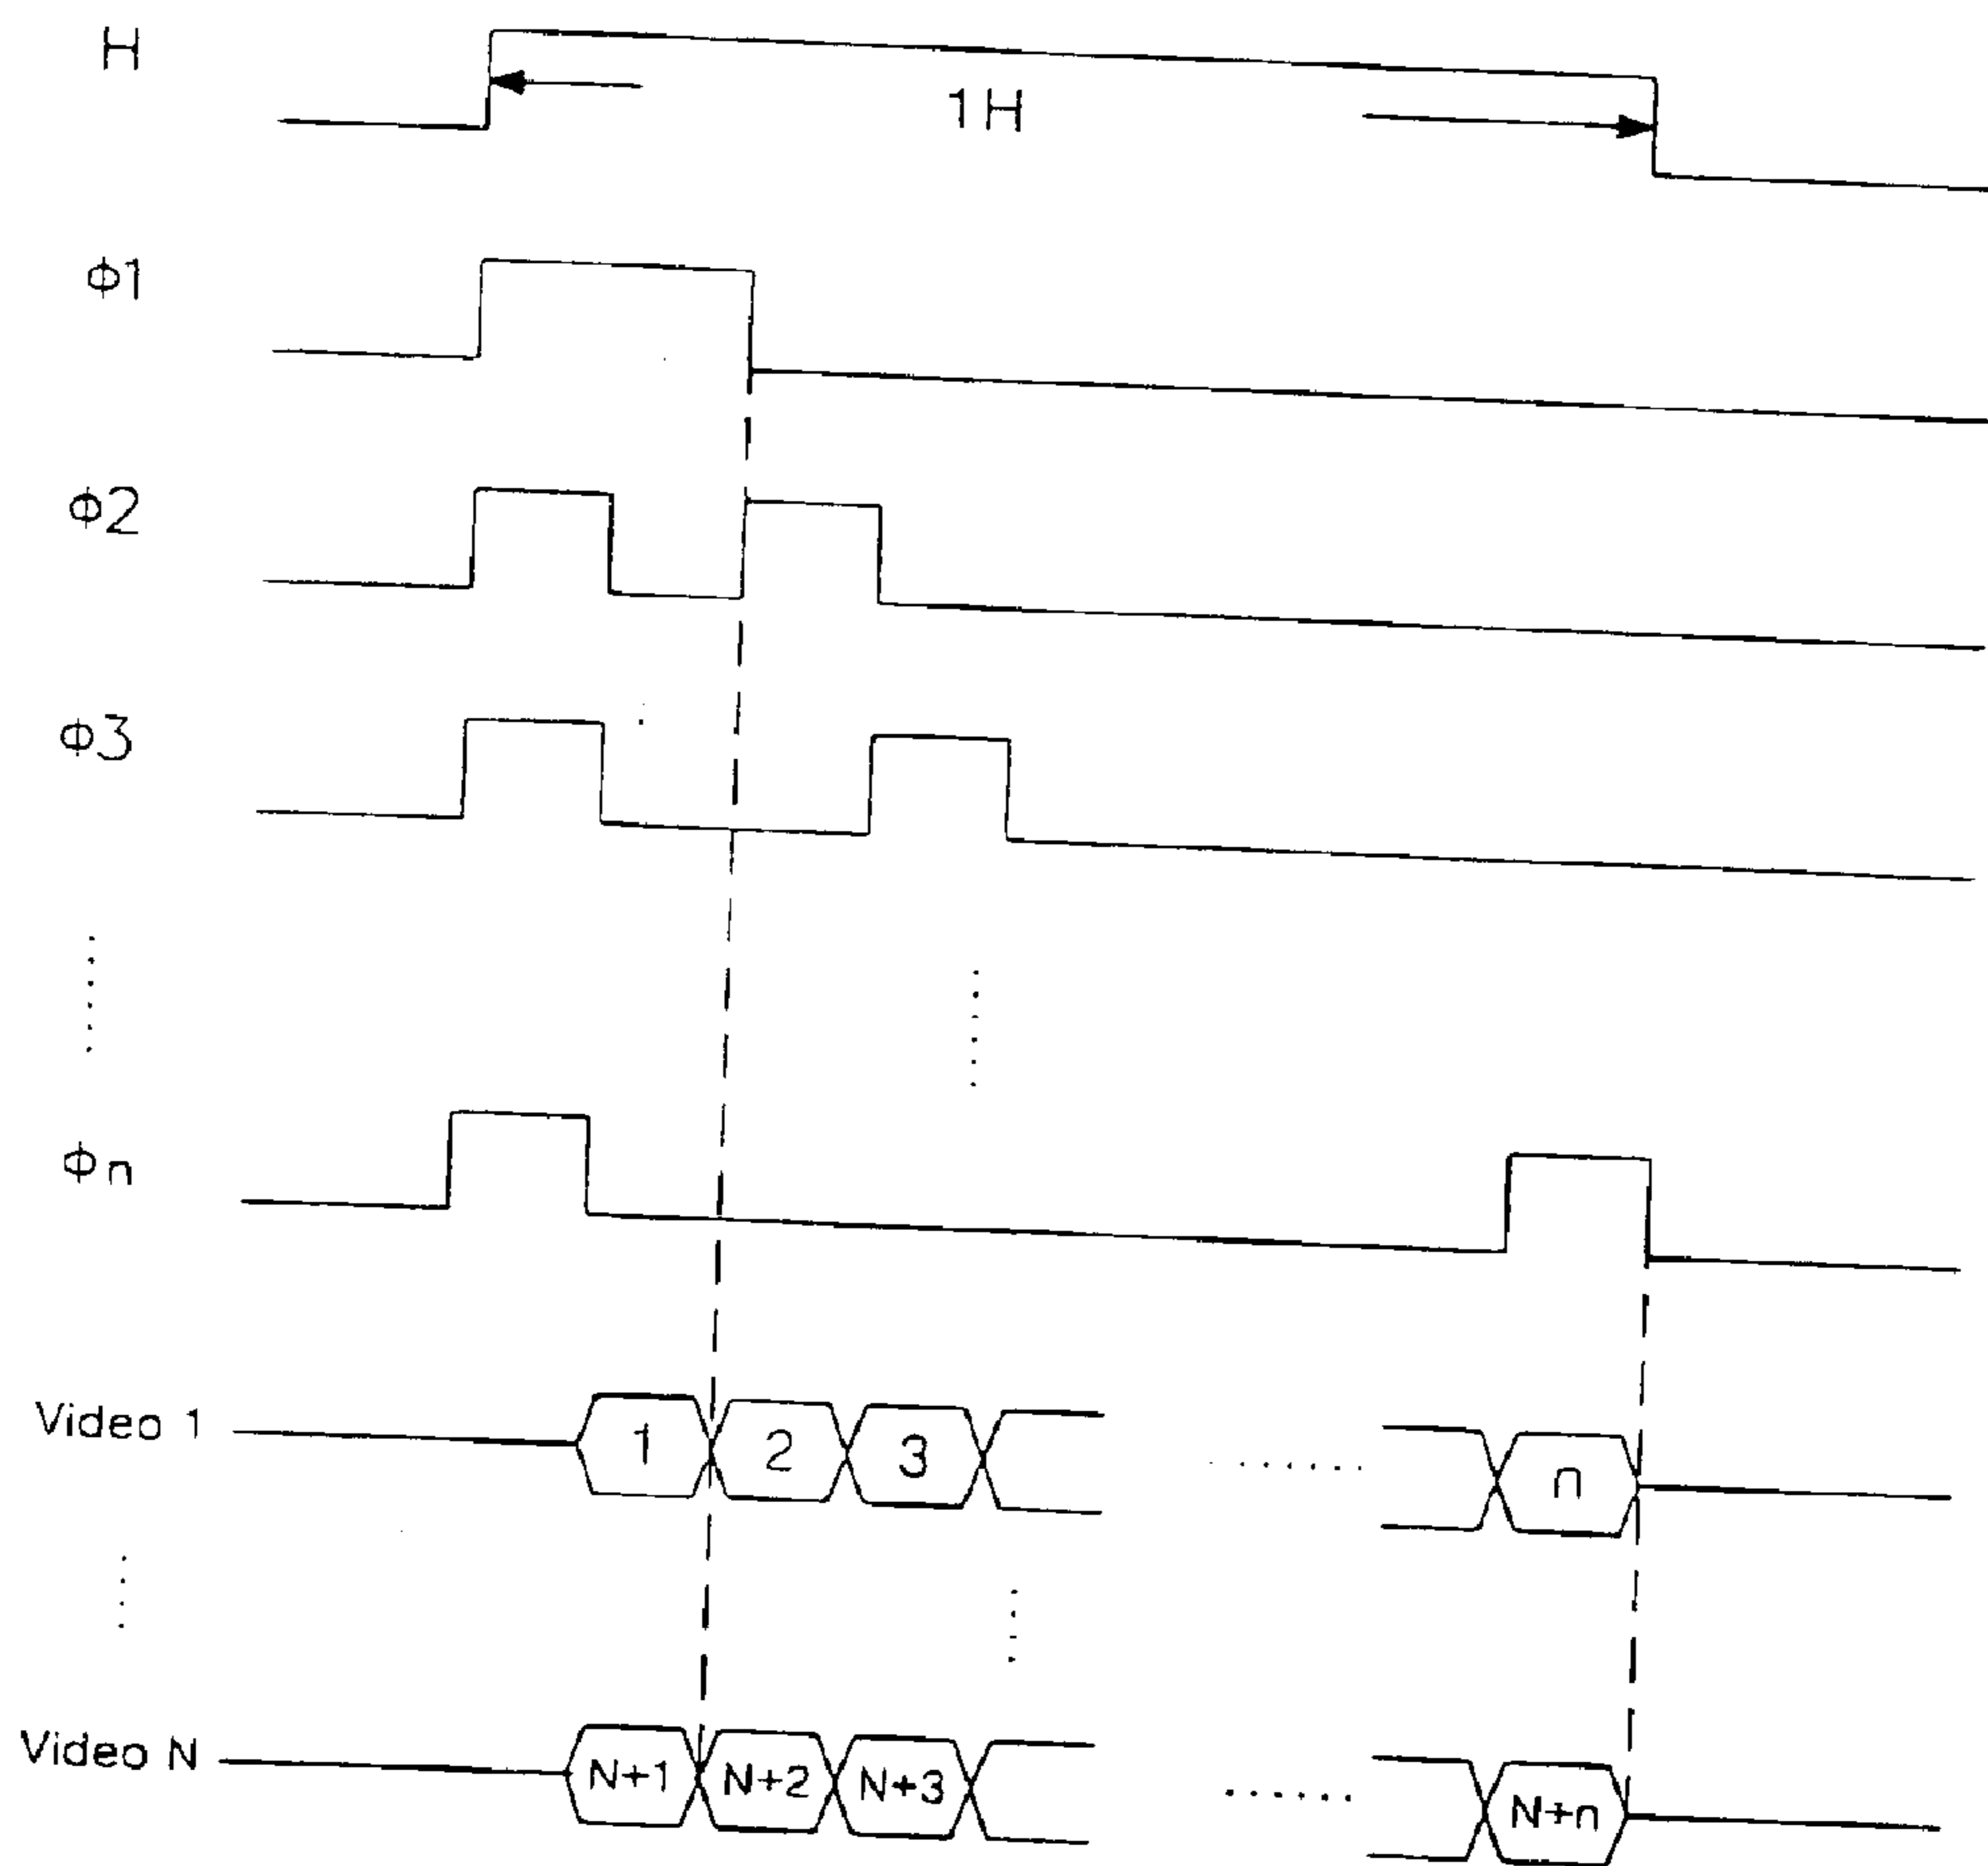 H
1H
Φ1
Φ2
Φ3
Φn
Video 1
1 2 3 n
Video N
N+1 N+2 N+3 N+n